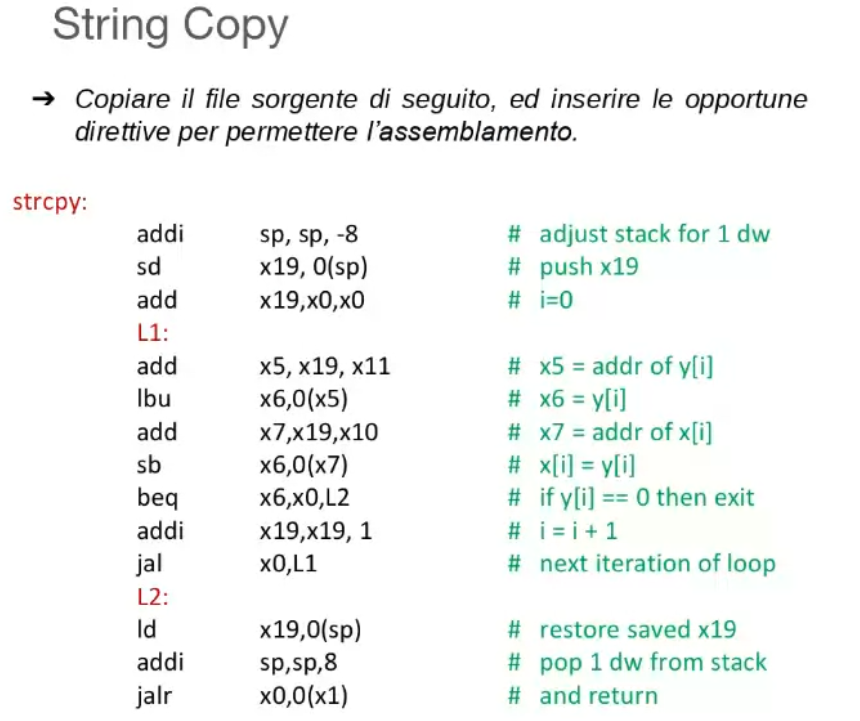 String Copy
➔ Copiare il file sorgente di seguito, ed inserire le opportune
direttive per permettere l'assemblamento.
strcpy:
addi sp, sp, -8 # adjust stack for 1 dw
sd x19, 0(sp) # push x19
add x19,x0,x0 # i=0
L1:
add x5, x19, x11 # x5 = addr of y[i]
lbu x6,0(x5) # x6 = y[i]
add x7,x19,x10 # x7 = addr of x[i]
sb x6,0(x7) # x[i] = y[i]
beq x6,x0,L2 # if y[i] == 0 then exit
addi x19,x19, 1 # i = i + 1
jal x0,L1 # next iteration of loop
L2:
ld x19,0(sp) # restore saved x19
addi sp,sp,8 # pop 1 dw from stack
jalr x0,0(x1) # and return